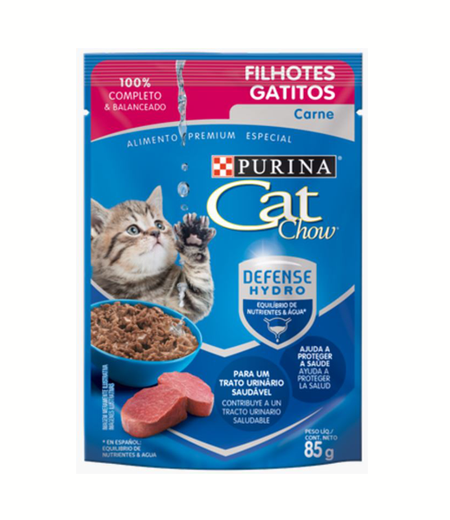 100%
COMPLETO
& BALANCEADO
FILHOTES
GATITOS
Carne
ALIMENTO PREMIUM ESPECIAL
PURINA
Cat
Chow
DEFENSE
HYDRO
EQUILÍBRIO DE
NUTRIENTES & ÁGUA*
AJUDA A
PROTEGER
A SAÚDE
AYUDA A
PROTEGER
LA SALUD
PARA UM
TRATO URINÁRIO
SAUDÁVEL
CONTRIBUYE A UN
TRACTO URINARIO
SALUDABLE
* EN ESPAÑOL:
EQUILIBRIO DE
NUTRIENTES & AGUA
PESO LÍQ./
CONT. NETO
85 g